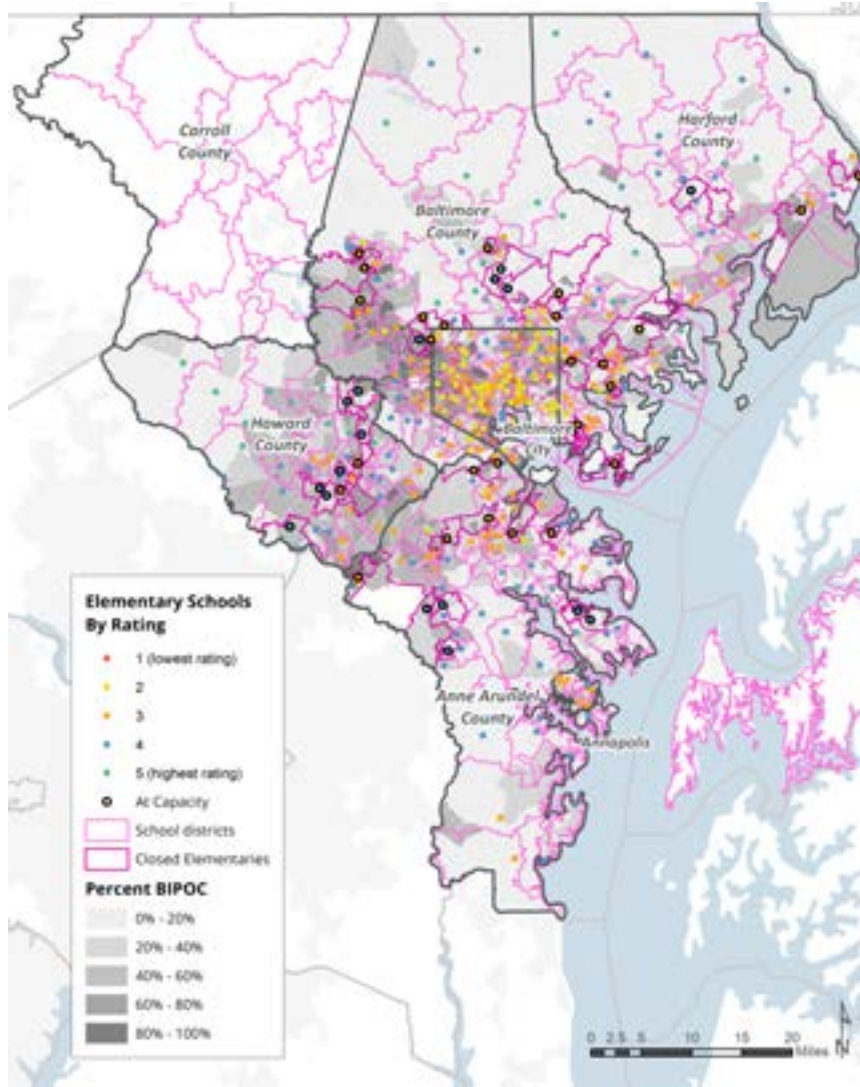 Carroll
County
Harford
County
Baltimore
County
Howard
County
Baltimore
City
Anne Arundel
County
Annapolis
Elementary Schools
By Rating
1 (lowest rating)
2
3
4
5 (highest rating)
At Capacity
School districts
Closed Elementaries
Percent BIPOC
0% - 20%
20% - 40%
40% - 60%
60% - 80%
80% - 100%
0 2.5 5 10 15 20
Miles
N